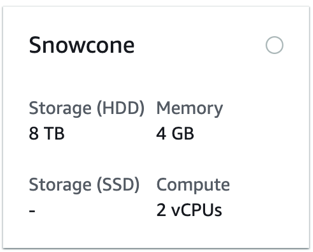 Snowcone
Storage (HDD) Memory
8 TB 4 GB
Storage (SSD) Compute
- 2 vCPUs